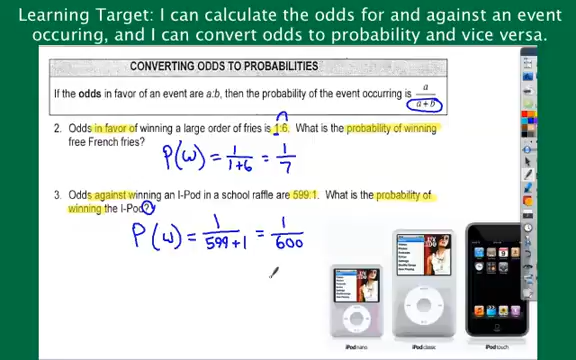 Learning Target: I can calculate the odds for and against an event
occuring, and I can convert odds to probability and vice versa.
CONVERTING ODDS TO PROBABILITIES
If the odds in favor of an event are a:b, then the probability of the event occurring is a/(a+b)
2. Odds in favor of winning a large order of fries is 1:6. What is the probability of winning
free French fries?
P(W) = 1/(1+6) = 1/7
3. Odds against winning an I-Pod in a school raffle are 599:1. What is the probability of
winning the I-Pod?
P(W) = 1/(599+1) = 1/600
iPod nano
iPod classic
iPod touch